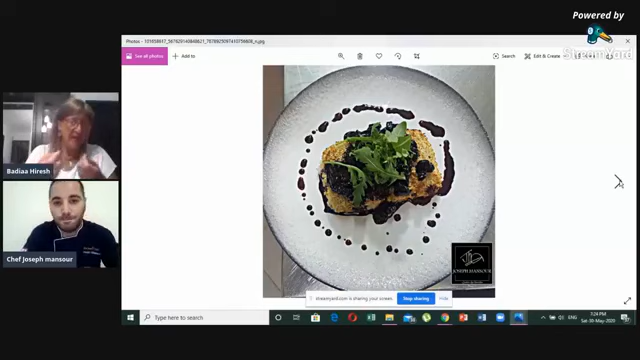 Powered by
StreamYard
Photos - 101659917_587629149848621_7678925097410756608_n.jpg
See all photos
Add to
Search
Edit & Create
Badiaa Hiresh
Chef Joseph mansour
JOSEPH MANSOUR
streamyard.com is sharing your screen.
Stop sharing
Hide
Type here to search
7:24 PM
Sat-30-May-2020